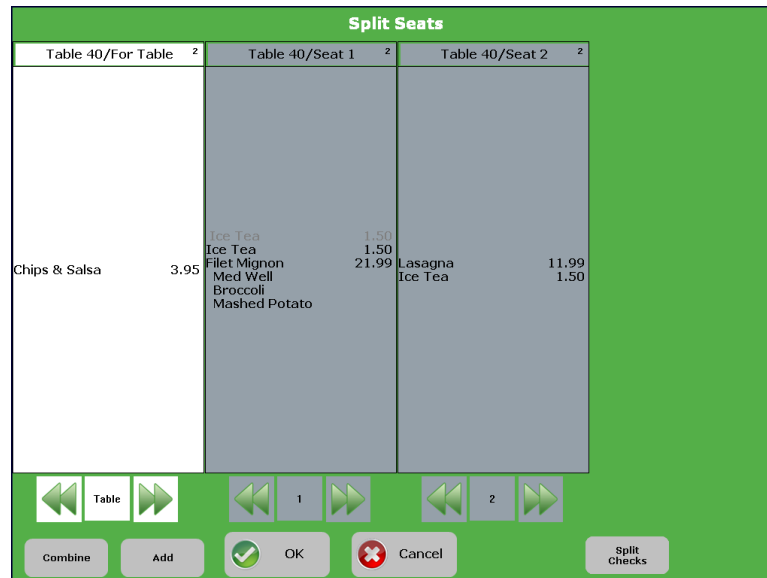 Split Seats
Table 40/For Table 2
Table 40/Seat 1 2
Table 40/Seat 2 2
Ice Tea 1.50
Ice Tea 1.50
Chips & Salsa 3.95
Filet Mignon 21.99
Med Well
Broccoli
Mashed Potato
Lasagna 11.99
Ice Tea 1.50
Table
1
2
Combine
Add
OK
Cancel
Split
Checks